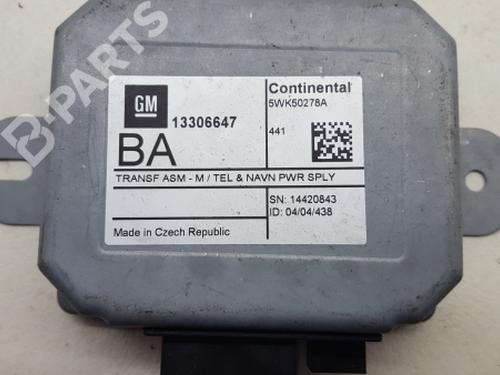 GM
13306647
Continental
5WK50278A
441
BA
TRANSF ASM - M / TEL & NAVN PWR SPLY
SN: 14420843
ID: 04/04/438
Made in Czech Republic
B-PARTS